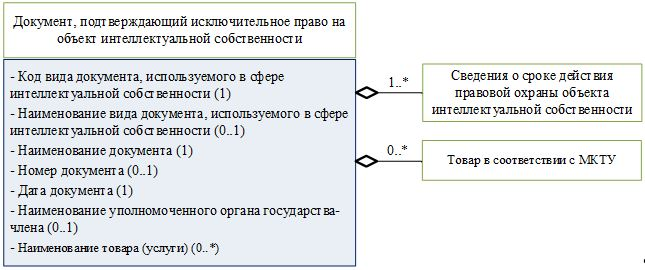 Документ, подтверждающий исключительное право на
объект интеллектуальной собственности
- Код вида документа, используемого в сфере
интеллектуальной собственности (1)
- Наименование вида документа, используемого в сфере
интеллектуальной собственности (0..1)
- Наименование документа (1)
- Номер документа (0..1)
- Дата документа (1)
- Наименование уполномоченного органа государства-
члена (0..1)
- Наименование товара (услуги) (0..*)
1..*
Сведения о сроке действия
правовой охраны объекта
интеллектуальной собственности
0..*
Товар в соответствии с МКТУ